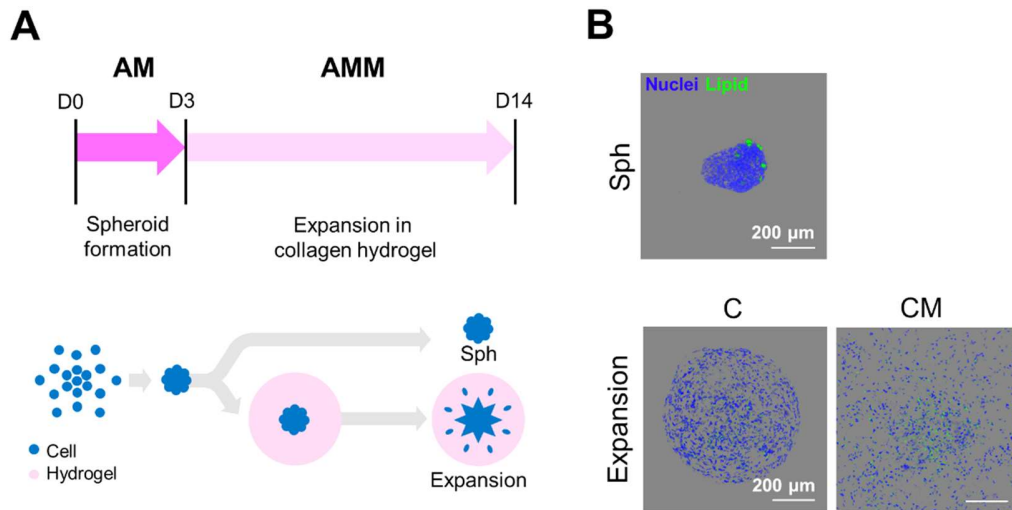 A
AM
AMM
D0
D3
D14
Spheroid
formation
Expansion in
collagen hydrogel
Sph
Cell
Hydrogel
Expansion
B
Nuclei Lipid
Sph
200 µm
C
CM
Expansion
200 µm